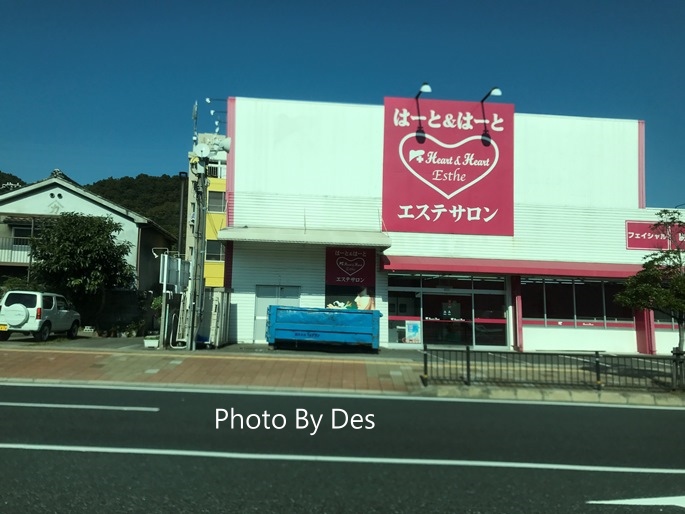 はーと&はーと
Heart & Heart
Esthe
エステサロン
フェイシャル
はーと&はーと
エステサロン
Photo By Des